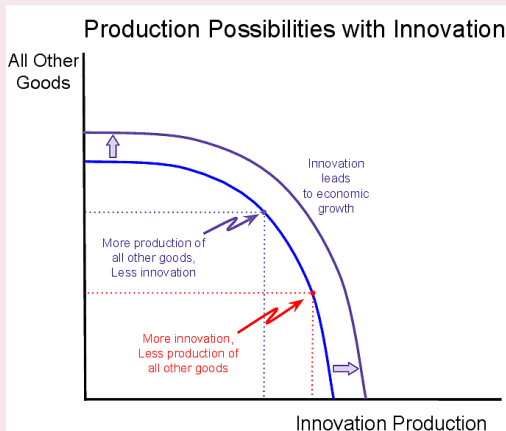 Production Possibilities with Innovation
All Other
Goods
Innovation
leads
to economic
growth
More production of
all other goods,
Less innovation
More innovation,
Less production of
all other goods
Innovation Production